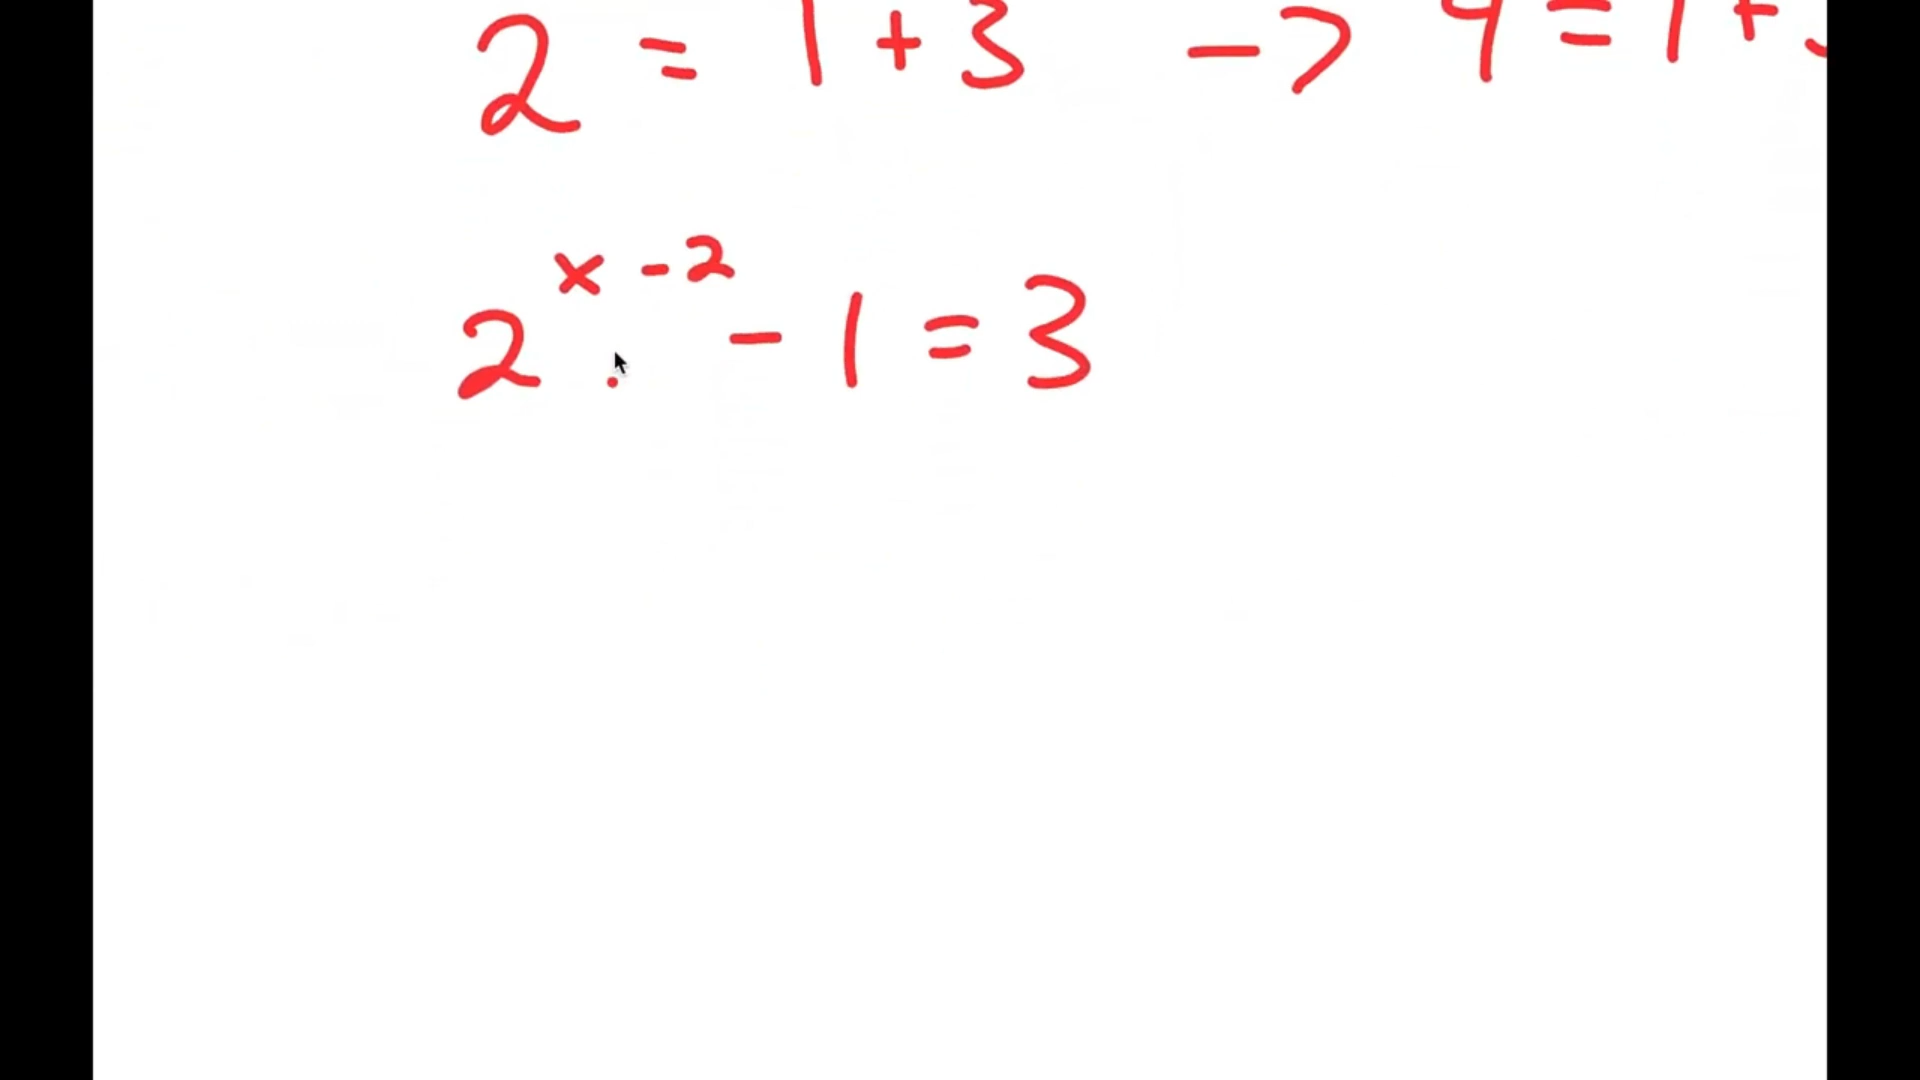 2 = 1 + 3 -> 4 = 1 +
2^{x-2} - 1 = 3